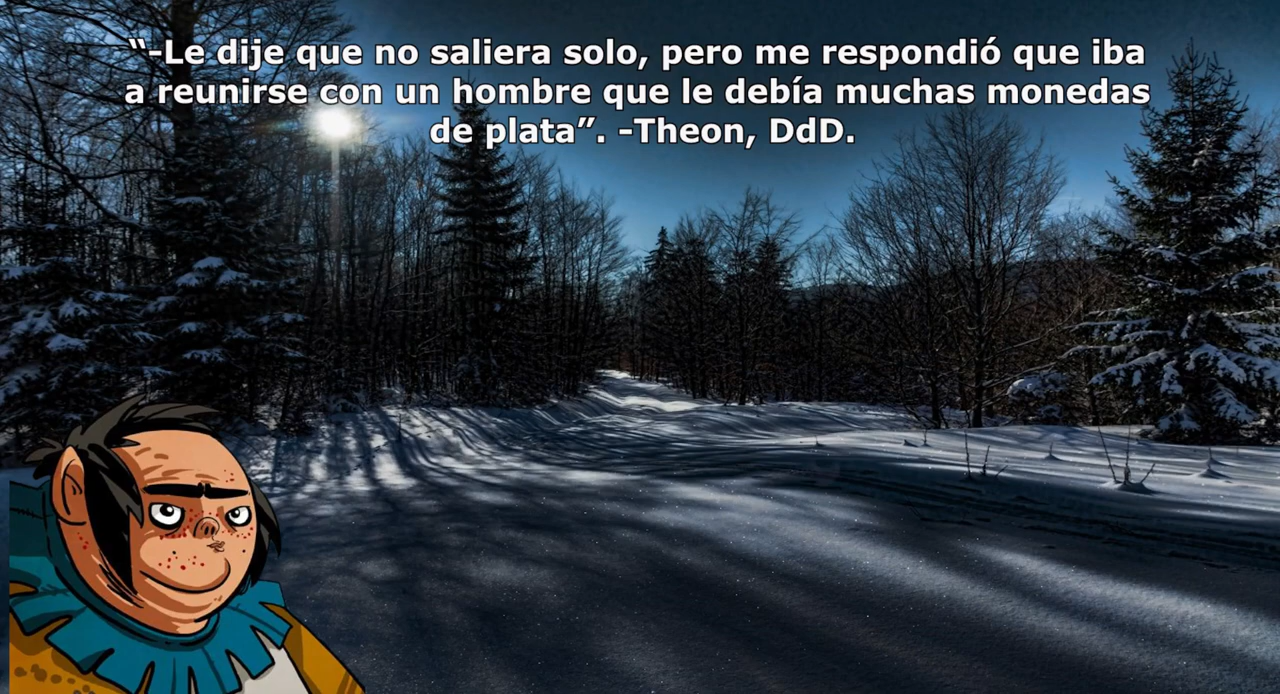 “-Le dije que no saliera solo, pero me respondió que iba
a reunirse con un hombre que le debía muchas monedas
de plata”. -Theon, DdD.